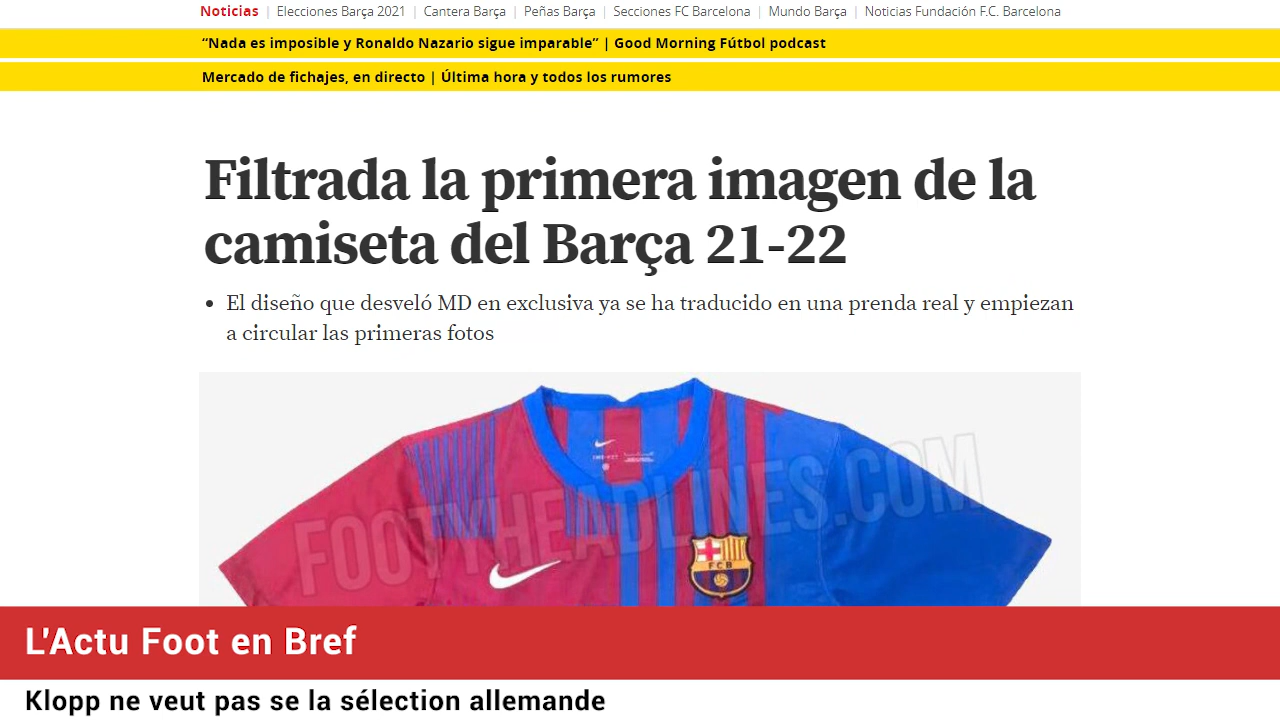 Noticias | Elecciones Barça 2021 | Cantera Barça | Peñas Barça | Secciones FC Barcelona | Mundo Barça | Noticias Fundación F.C. Barcelona
“Nada es imposible y Ronaldo Nazario sigue imparable” | Good Morning Fútbol podcast
Mercado de fichajes, en directo | Última hora y todos los rumores
Filtrada la primera imagen de la
camiseta del Barça 21-22
• El diseño que desveló MD en exclusiva ya se ha traducido en una prenda real y empiezan
a circular las primeras fotos
FOOTYHEADLINES.COM
FCB
L'Actu Foot en Bref
Klopp ne veut pas se la sélection allemande